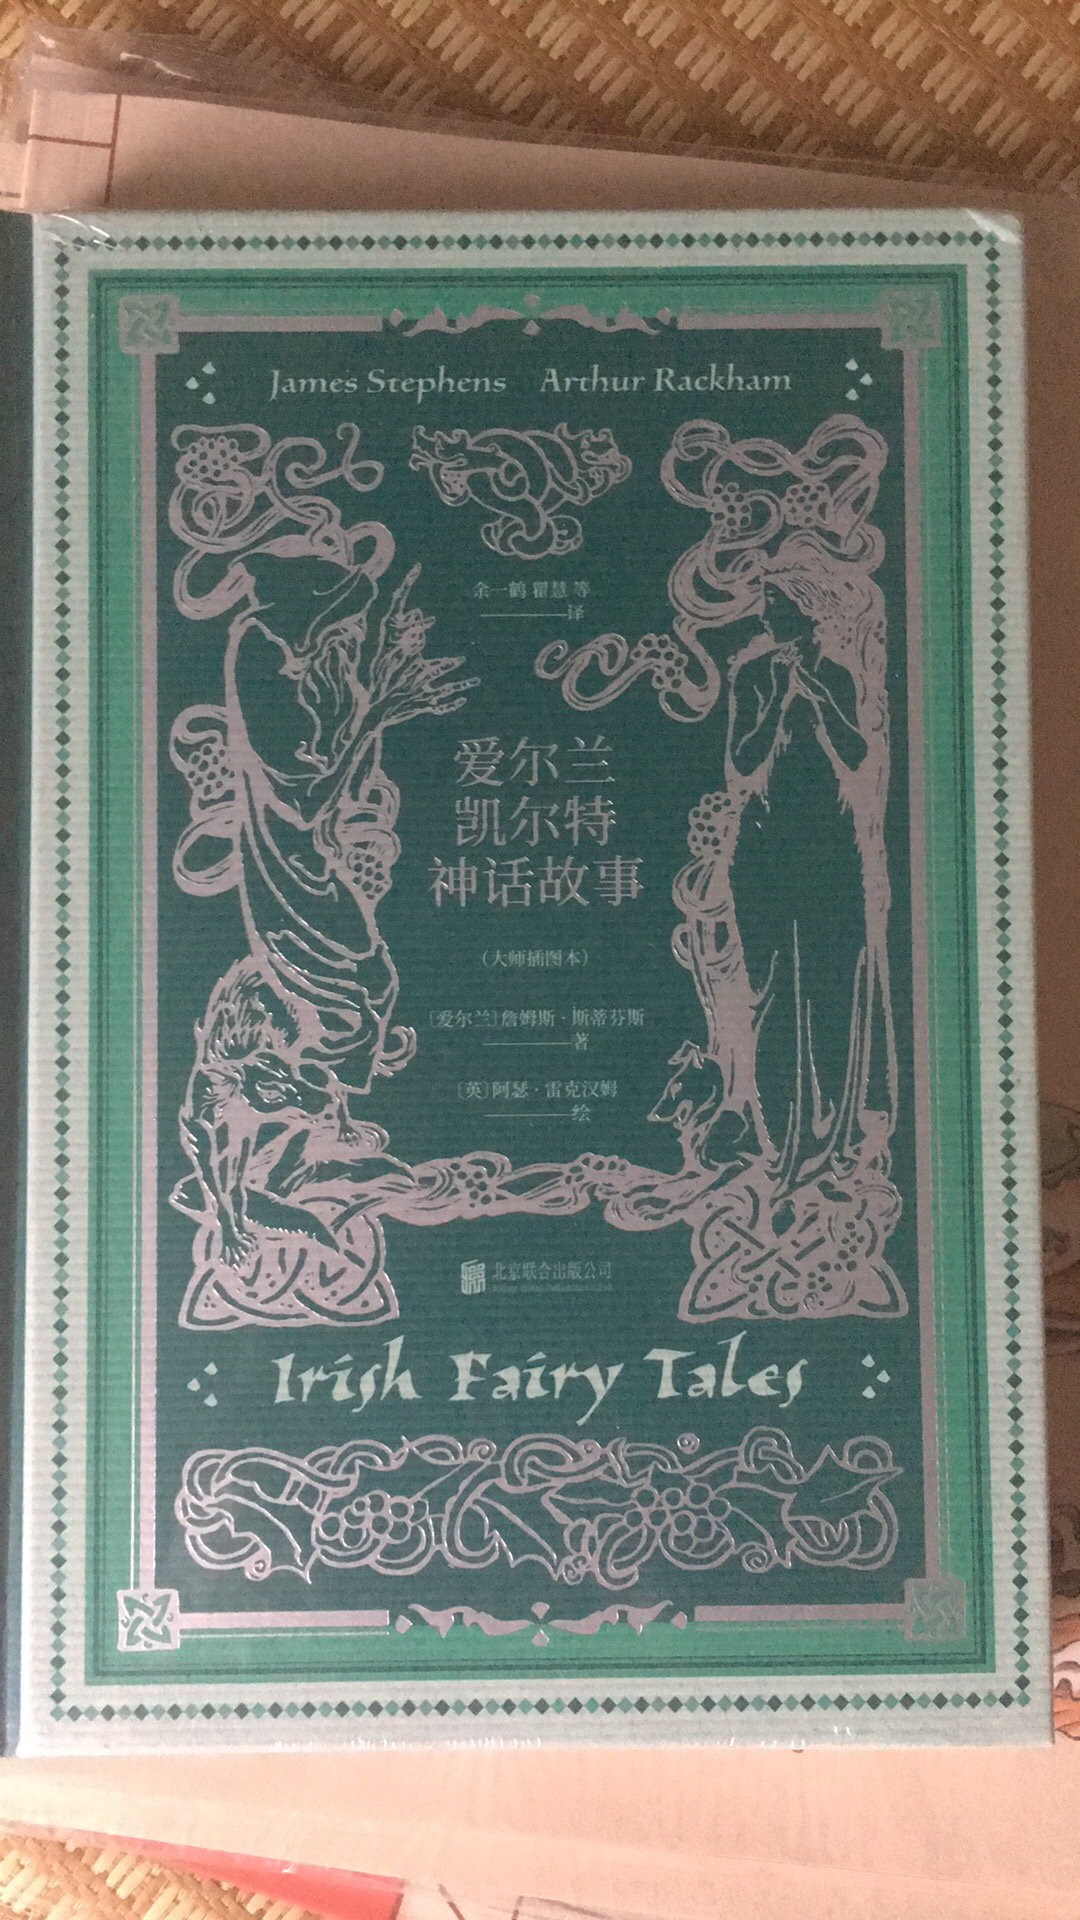 James Stephens Arthur Rackham
余一鹤 瞿慧 等
译
爱尔兰
凯尔特
神话故事
(大师插图本)
[爱尔兰]詹姆斯·斯蒂芬斯
著
[英]阿瑟·雷克汉姆
绘
北京联合出版公司
Irish Fairy Tales